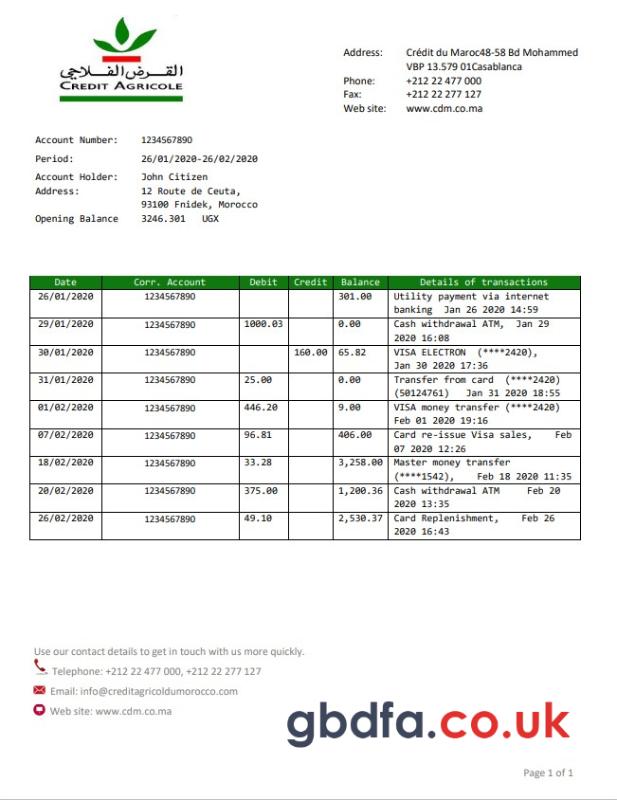 القرض الفلاحي
CREDIT AGRICOLE
Address: Crédit du Maroc48-58 Bd Mohammed
VBP 13.579 01Casablanca
Phone: +212 22 477 000
Fax: +212 22 277 127
Web site: www.cdm.co.ma
Account Number: 1234567890
Period: 26/01/2020-26/02/2020
Account Holder: John Citizen
Address: 12 Route de Ceuta,
93100 Fnidek, Morocco
Opening Balance 3246.301 UGX
Date Corr. Account Debit Credit Balance Details of transactions
26/01/2020 1234567890 301.00 Utility payment via internet
banking Jan 26 2020 14:59
29/01/2020 1234567890 1000.03 0.00 Cash withdrawal ATM, Jan 29
2020 16:08
30/01/2020 1234567890 160.00 65.82 VISA ELECTRON (****2420),
Jan 30 2020 17:36
31/01/2020 1234567890 25.00 0.00 Transfer from card (****2420)
(50124761) Jan 31 2020 18:55
01/02/2020 1234567890 446.20 9.00 VISA money transfer (****2420)
Feb 01 2020 19:16
07/02/2020 1234567890 96.81 406.00 Card re-issue Visa sales, Feb
07 2020 12:26
18/02/2020 1234567890 33.28 3,258.00 Master money transfer
(****1542), Feb 18 2020 11:35
20/02/2020 1234567890 375.00 1,200.36 Cash withdrawal ATM Feb 20
2020 13:35
26/02/2020 1234567890 49.10 2,530.37 Card Replenishment, Feb 26
2020 16:43
Use our contact details to get in touch with us more quickly.
Telephone: +212 22 477 000, +212 22 277 127
Email: info@creditagricoldumorocco.com
Web site: www.cdm.co.ma
gbdfa.co.uk
Page 1 of 1